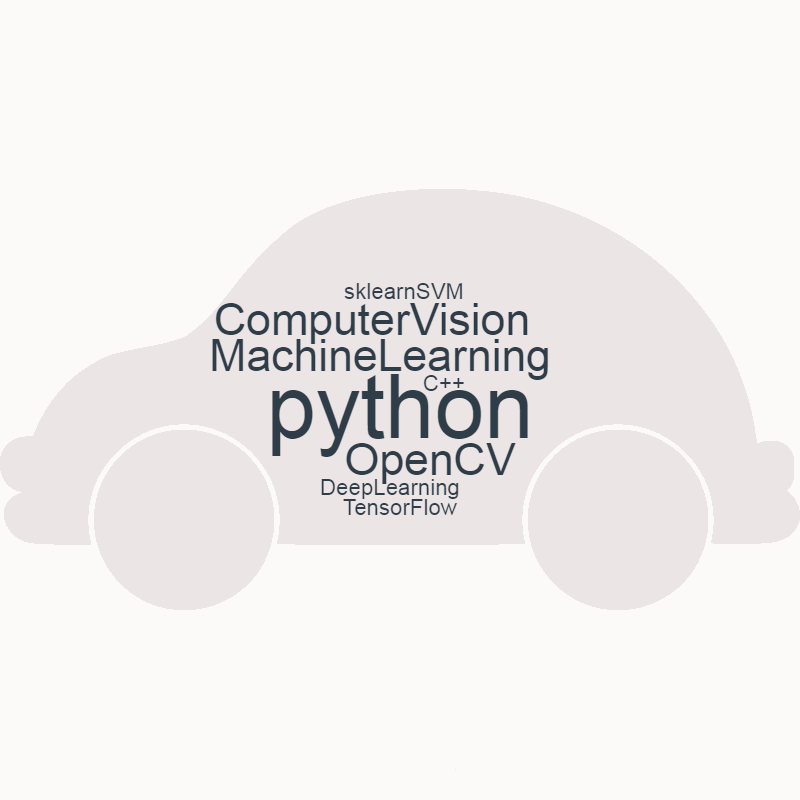 sklearnSVM
ComputerVision
MachineLearning
C++
python
OpenCV
DeepLearning
TensorFlow